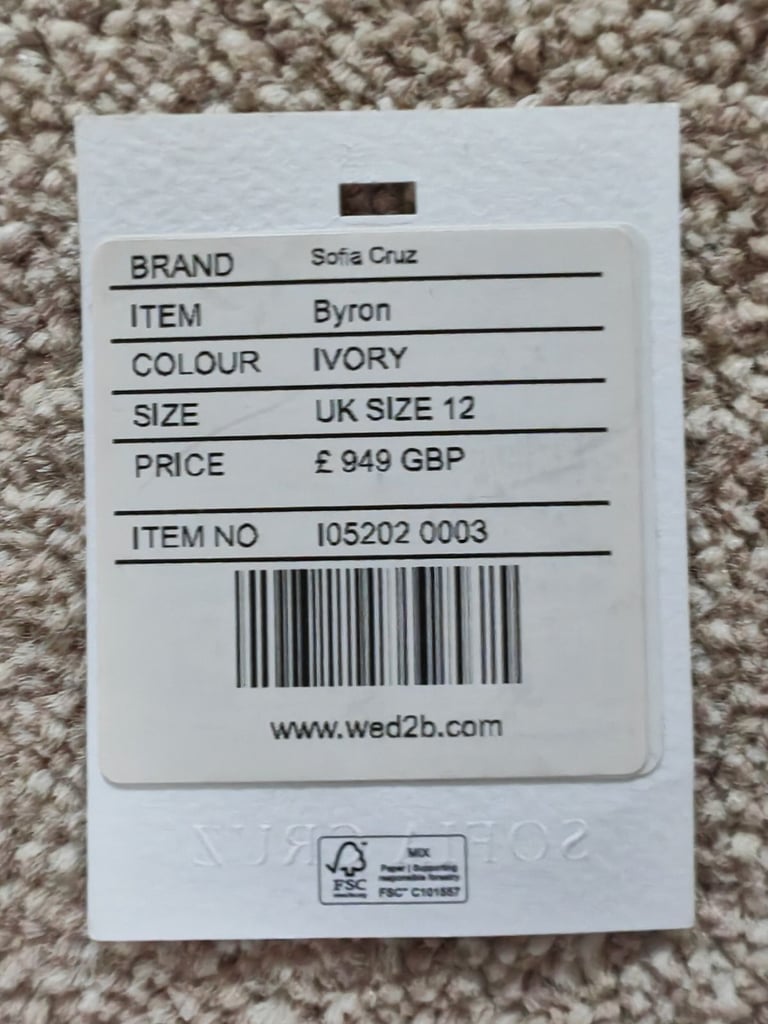 BRAND Sofia Cruz
ITEM Byron
COLOUR IVORY
SIZE UK SIZE 12
PRICE £ 949 GBP
ITEM NO I05202 0003
www.wed2b.com
SOFIA CRUZ
FSC
MIX
Paper | Supporting
responsible forestry
FSC™ C101557